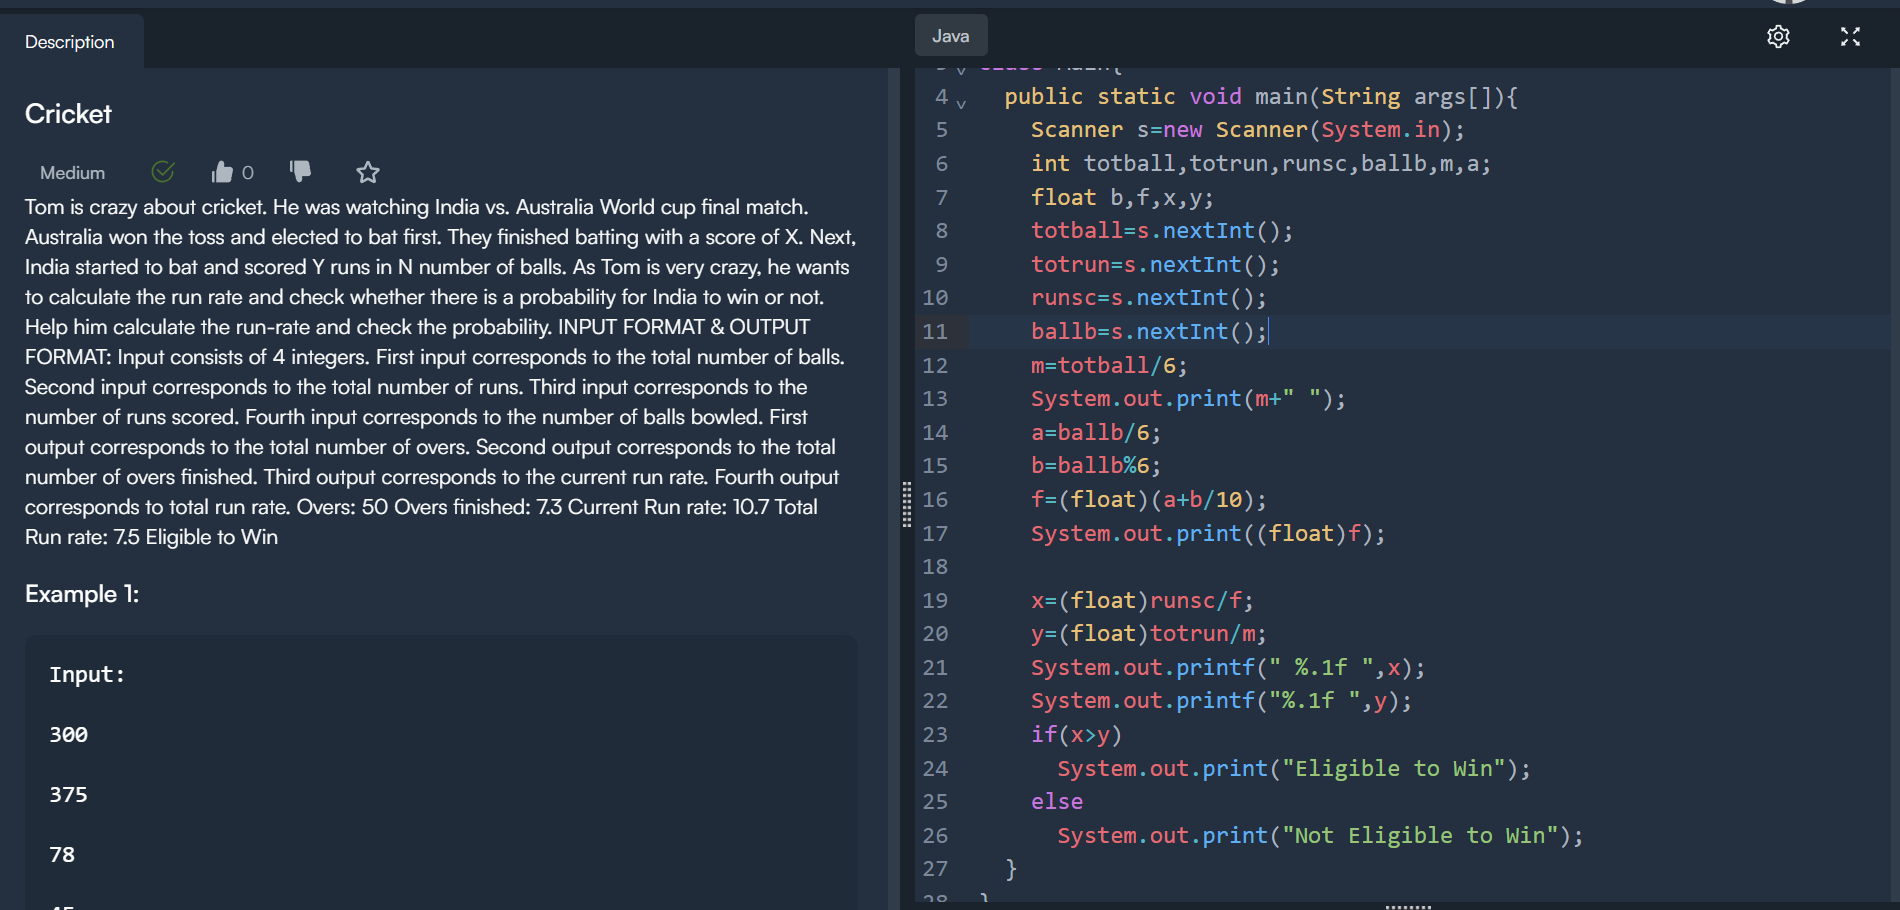 Description
Cricket
Medium
0
Tom is crazy about cricket. He was watching India vs. Australia World cup final match.
Australia won the toss and elected to bat first. They finished batting with a score of X. Next,
India started to bat and scored Y runs in N number of balls. As Tom is very crazy, he wants
to calculate the run rate and check whether there is a probability for India to win or not.
Help him calculate the run-rate and check the probability. INPUT FORMAT & OUTPUT
FORMAT: Input consists of 4 integers. First input corresponds to the total number of balls.
Second input corresponds to the total number of runs. Third input corresponds to the
number of runs scored. Fourth input corresponds to the number of balls bowled. First
output corresponds to the total number of overs. Second output corresponds to the total
number of overs finished. Third output corresponds to the current run rate. Fourth output
corresponds to total run rate. Overs: 50 Overs finished: 7.3 Current Run rate: 10.7 Total
Run rate: 7.5 Eligible to Win
Example 1:
Input:
300
375
78
Java
4 public static void main(String args[]){
5 Scanner s=new Scanner(System.in);
6 int totball,totrun,runsc,ballb,m,a;
7 float b,f,x,y;
8 totball=s.nextInt();
9 totrun=s.nextInt();
10 runsc=s.nextInt();
11 ballb=s.nextInt();
12 m=totball/6;
13 System.out.print(m+" ");
14 a=ballb/6;
15 b=ballb%6;
16 f=(float)(a+b/10);
17 System.out.print((float)f);
18
19 x=(float)runsc/f;
20 y=(float)totrun/m;
21 System.out.printf(" %.1f ",x);
22 System.out.printf("%.1f ",y);
23 if(x>y)
24 System.out.print("Eligible to Win");
25 else
26 System.out.print("Not Eligible to Win");
27 }